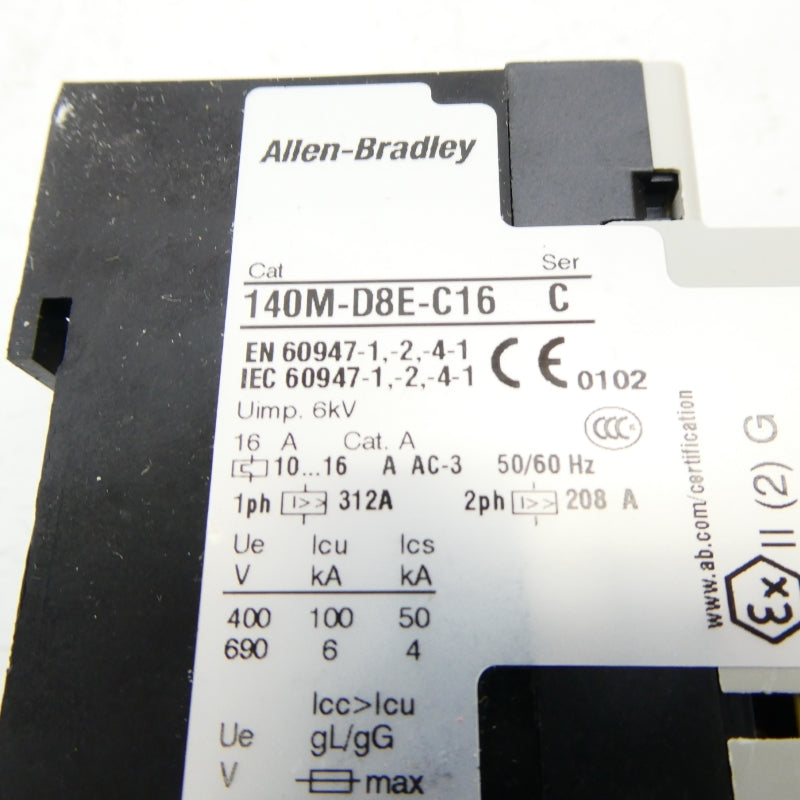 Allen-Bradley
Cat Ser
140M-D8E-C16 C
EN 60947-1,-2,-4-1
IEC 60947-1,-2,-4-1
CE 0102
Uimp. 6kV
CCC
16 A Cat. A
10...16 A AC-3 50/60 Hz
1ph I>> 312A 2ph I>> 208 A
Ue Icu Ics
V kA kA
400 100 50
690 6 4
Icc>Icu
Ue gL/gG
V max
www.ab.com/certification
Ex II (2) G